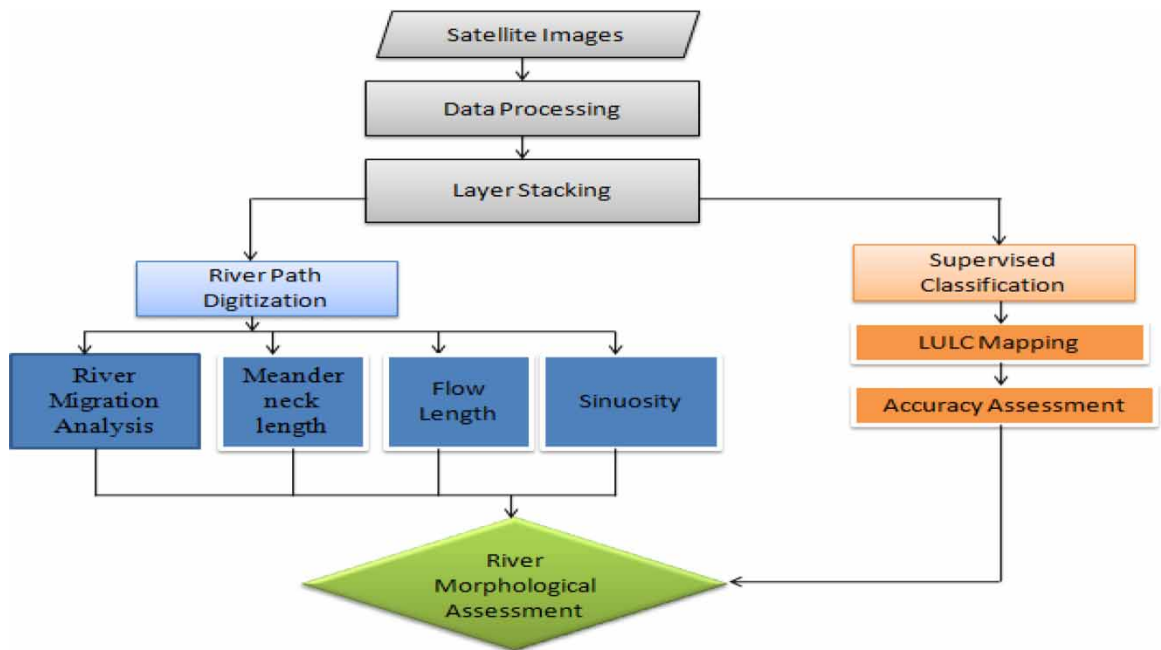 Satellite Images
Data Processing
Layer Stacking
River Path
Digitization
Supervised
Classification
LULC Mapping
Accuracy Assessment
River
Migration
Analysis
Meander
neck
length
Flow
Length
Sinuosity
River
Morphological
Assessment